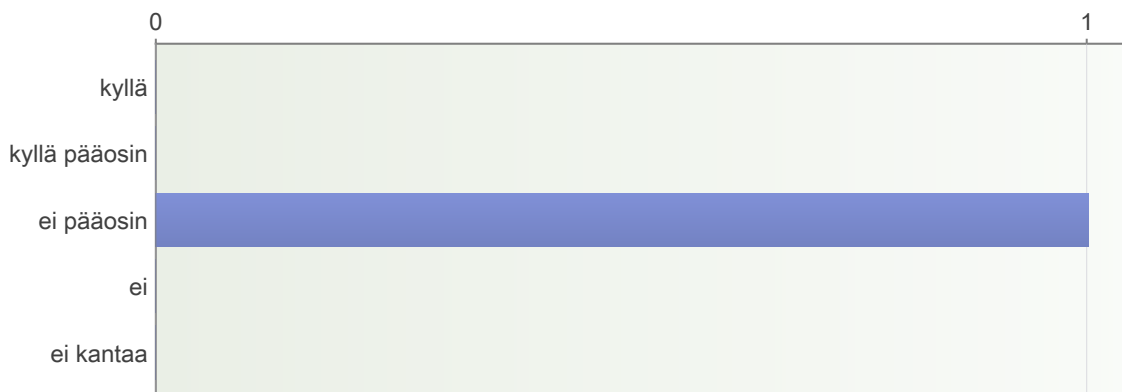 0 1
kyllä
kyllä pääosin
ei pääosin
ei
ei kantaa